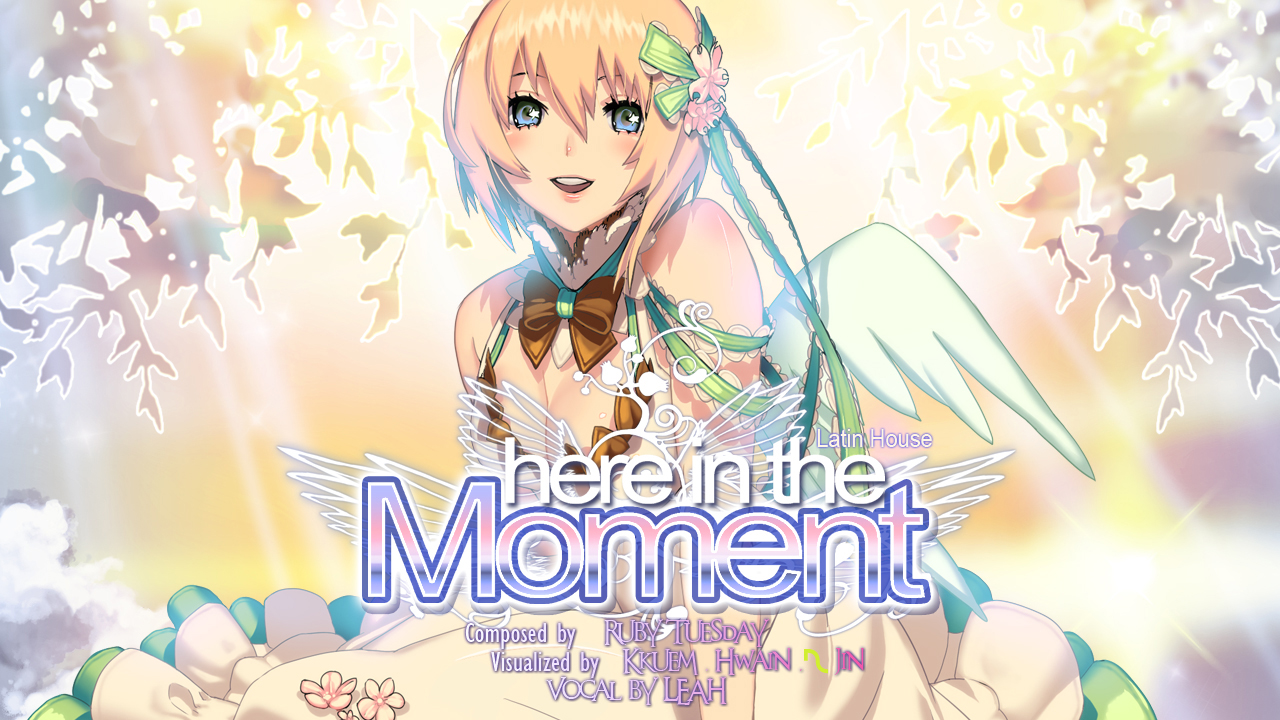 Latin House
here in the
Moment
Composed by RUBY TUESDAY
Visualized by KKUEM . HWAIN . JIN
VOCAL BY LEAH